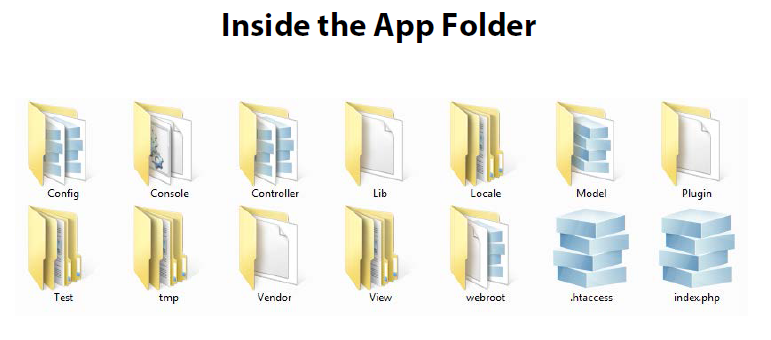 Inside the App Folder
Config Console Controller Lib Locale Model Plugin
Test tmp Vendor View webroot .htaccess index.php